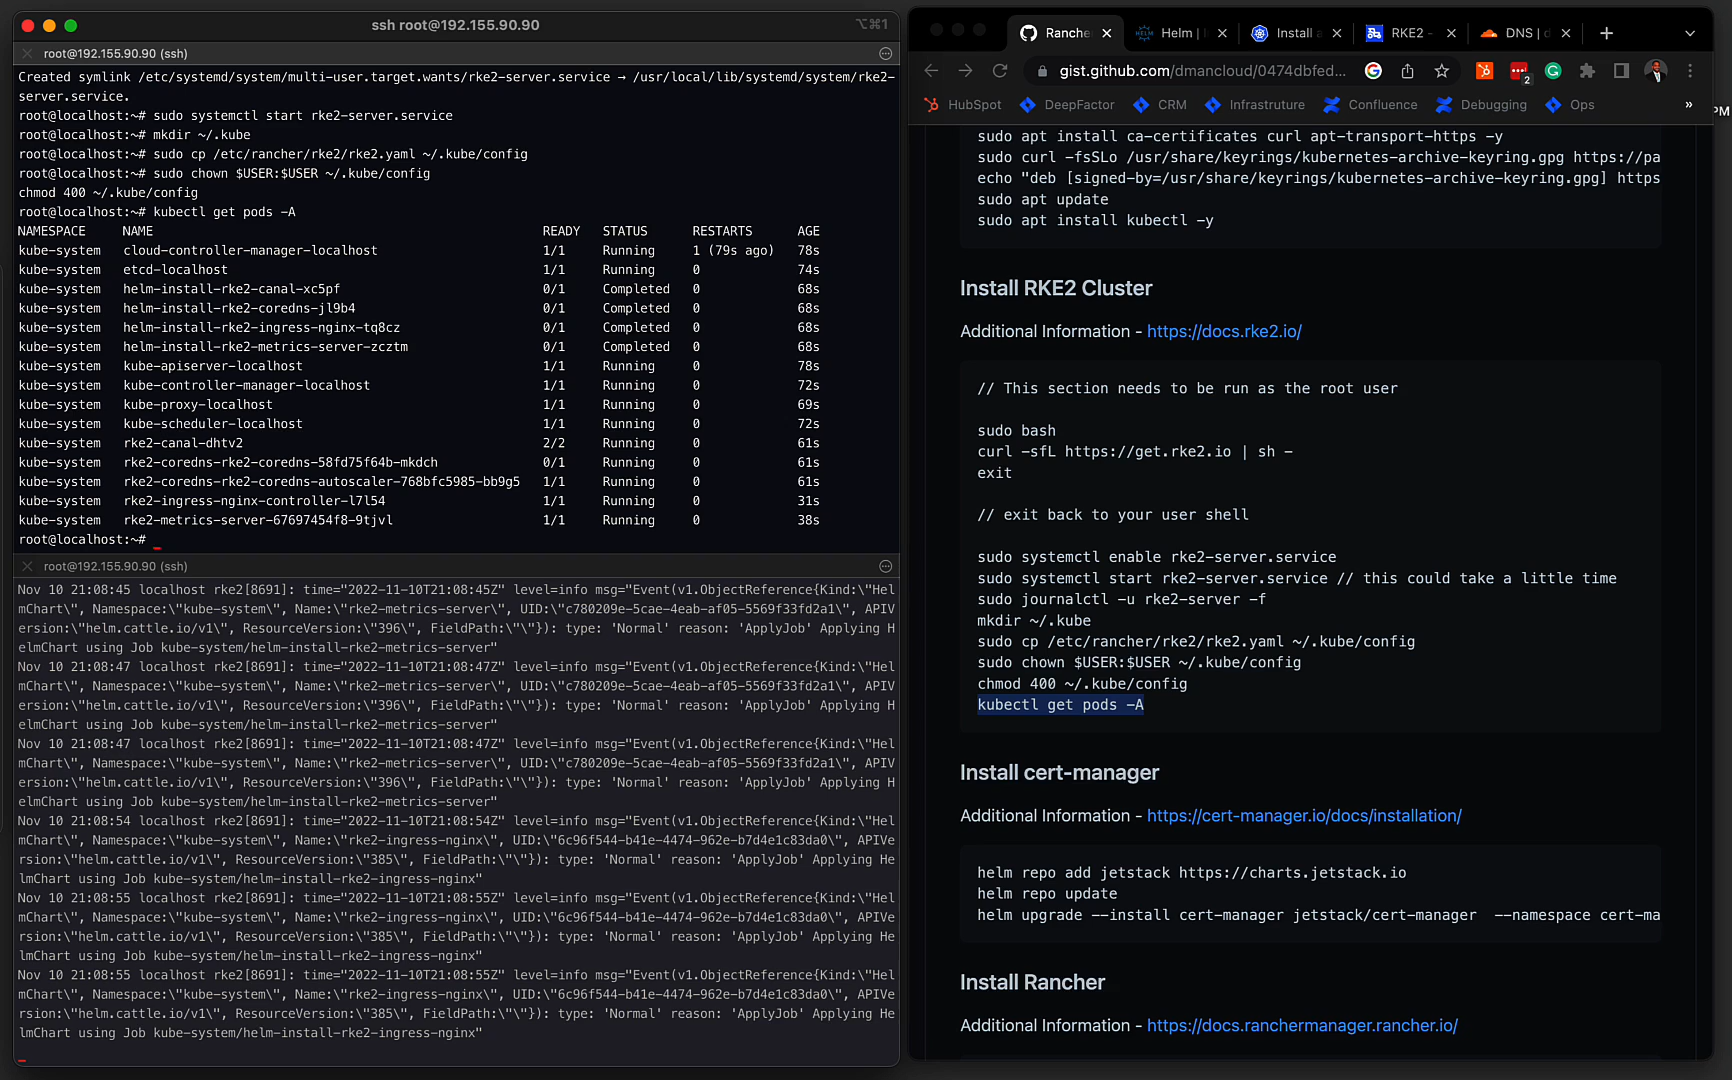 ssh root@192.155.90.90
⌥⌘1
root@192.155.90.90 (ssh)
Created symlink /etc/systemd/system/multi-user.target.wants/rke2-server.service → /usr/local/lib/systemd/system/rke2-
server.service.
root@localhost:~# sudo systemctl start rke2-server.service
root@localhost:~# mkdir ~/.kube
root@localhost:~# sudo cp /etc/rancher/rke2/rke2.yaml ~/.kube/config
root@localhost:~# sudo chown $USER:$USER ~/.kube/config
chmod 400 ~/.kube/config
root@localhost:~# kubectl get pods -A
NAMESPACE NAME READY STATUS RESTARTS AGE
kube-system cloud-controller-manager-localhost 1/1 Running 1 (79s ago) 78s
kube-system etcd-localhost 1/1 Running 0 74s
kube-system helm-install-rke2-canal-xc5pf 0/1 Completed 0 68s
kube-system helm-install-rke2-coredns-jl9b4 0/1 Completed 0 68s
kube-system helm-install-rke2-ingress-nginx-tq8cz 0/1 Completed 0 68s
kube-system helm-install-rke2-metrics-server-zcztm 0/1 Completed 0 68s
kube-system kube-apiserver-localhost 1/1 Running 0 78s
kube-system kube-controller-manager-localhost 1/1 Running 0 72s
kube-system kube-proxy-localhost 1/1 Running 0 69s
kube-system kube-scheduler-localhost 1/1 Running 0 72s
kube-system rke2-canal-dhtv2 2/2 Running 0 61s
kube-system rke2-coredns-rke2-coredns-58fd75f64b-mkdch 0/1 Running 0 61s
kube-system rke2-coredns-rke2-coredns-autoscaler-768bfc5985-bb9g5 1/1 Running 0 61s
kube-system rke2-ingress-nginx-controller-l7l54 1/1 Running 0 31s
kube-system rke2-metrics-server-67697454f8-9tjvl 1/1 Running 0 38s
root@localhost:~#
root@192.155.90.90 (ssh)
Nov 10 21:08:45 localhost rke2[8691]: time="2022-11-10T21:08:45Z" level=info msg="Event(v1.ObjectReference{Kind:\"Hel
mChart\", Namespace:\"kube-system\", Name:\"rke2-metrics-server\", UID:\"c780209e-5cae-4eab-af05-5569f33fd2a1\", APIV
ersion:\"helm.cattle.io/v1\", ResourceVersion:\"396\", FieldPath:\"\"}): type: 'Normal' reason: 'ApplyJob' Applying H
elmChart using Job kube-system/helm-install-rke2-metrics-server"
Nov 10 21:08:47 localhost rke2[8691]: time="2022-11-10T21:08:47Z" level=info msg="Event(v1.ObjectReference{Kind:\"Hel
mChart\", Namespace:\"kube-system\", Name:\"rke2-metrics-server\", UID:\"c780209e-5cae-4eab-af05-5569f33fd2a1\", APIV
ersion:\"helm.cattle.io/v1\", ResourceVersion:\"396\", FieldPath:\"\"}): type: 'Normal' reason: 'ApplyJob' Applying H
elmChart using Job kube-system/helm-install-rke2-metrics-server"
Nov 10 21:08:47 localhost rke2[8691]: time="2022-11-10T21:08:47Z" level=info msg="Event(v1.ObjectReference{Kind:\"Hel
mChart\", Namespace:\"kube-system\", Name:\"rke2-metrics-server\", UID:\"c780209e-5cae-4eab-af05-5569f33fd2a1\", APIV
ersion:\"helm.cattle.io/v1\", ResourceVersion:\"396\", FieldPath:\"\"}): type: 'Normal' reason: 'ApplyJob' Applying H
elmChart using Job kube-system/helm-install-rke2-metrics-server"
Nov 10 21:08:54 localhost rke2[8691]: time="2022-11-10T21:08:54Z" level=info msg="Event(v1.ObjectReference{Kind:\"Hel
mChart\", Namespace:\"kube-system\", Name:\"rke2-ingress-nginx\", UID:\"6c96f544-b41e-4474-962e-b7d4e1c83da0\", APIVe
rsion:\"helm.cattle.io/v1\", ResourceVersion:\"385\", FieldPath:\"\"}): type: 'Normal' reason: 'ApplyJob' Applying He
lmChart using Job kube-system/helm-install-rke2-ingress-nginx"
Nov 10 21:08:55 localhost rke2[8691]: time="2022-11-10T21:08:55Z" level=info msg="Event(v1.ObjectReference{Kind:\"Hel
mChart\", Namespace:\"kube-system\", Name:\"rke2-ingress-nginx\", UID:\"6c96f544-b41e-4474-962e-b7d4e1c83da0\", APIVe
rsion:\"helm.cattle.io/v1\", ResourceVersion:\"385\", FieldPath:\"\"}): type: 'Normal' reason: 'ApplyJob' Applying He
lmChart using Job kube-system/helm-install-rke2-ingress-nginx"
Nov 10 21:08:55 localhost rke2[8691]: time="2022-11-10T21:08:55Z" level=info msg="Event(v1.ObjectReference{Kind:\"Hel
mChart\", Namespace:\"kube-system\", Name:\"rke2-ingress-nginx\", UID:\"6c96f544-b41e-4474-962e-b7d4e1c83da0\", APIVe
rsion:\"helm.cattle.io/v1\", ResourceVersion:\"385\", FieldPath:\"\"}): type: 'Normal' reason: 'ApplyJob' Applying He
lmChart using Job kube-system/helm-install-rke2-ingress-nginx"
Ranche Helm | Install RKE2 - DNS |
gist.github.com/dmancloud/0474dbfed... 2
HubSpot DeepFactor CRM Infrastruture Confluence Debugging Ops »
PM
sudo apt install ca-certificates curl apt-transport-https -y
sudo curl -fsSLo /usr/share/keyrings/kubernetes-archive-keyring.gpg https://pa
echo "deb [signed-by=/usr/share/keyrings/kubernetes-archive-keyring.gpg] https
sudo apt update
sudo apt install kubectl -y
Install RKE2 Cluster
Additional Information - https://docs.rke2.io/
// This section needs to be run as the root user
sudo bash
curl -sfL https://get.rke2.io | sh -
exit
// exit back to your user shell
sudo systemctl enable rke2-server.service
sudo systemctl start rke2-server.service // this could take a little time
sudo journalctl -u rke2-server -f
mkdir ~/.kube
sudo cp /etc/rancher/rke2/rke2.yaml ~/.kube/config
sudo chown $USER:$USER ~/.kube/config
chmod 400 ~/.kube/config
kubectl get pods -A
Install cert-manager
Additional Information - https://cert-manager.io/docs/installation/
helm repo add jetstack https://charts.jetstack.io
helm repo update
helm upgrade --install cert-manager jetstack/cert-manager --namespace cert-ma
Install Rancher
Additional Information - https://docs.ranchermanager.rancher.io/